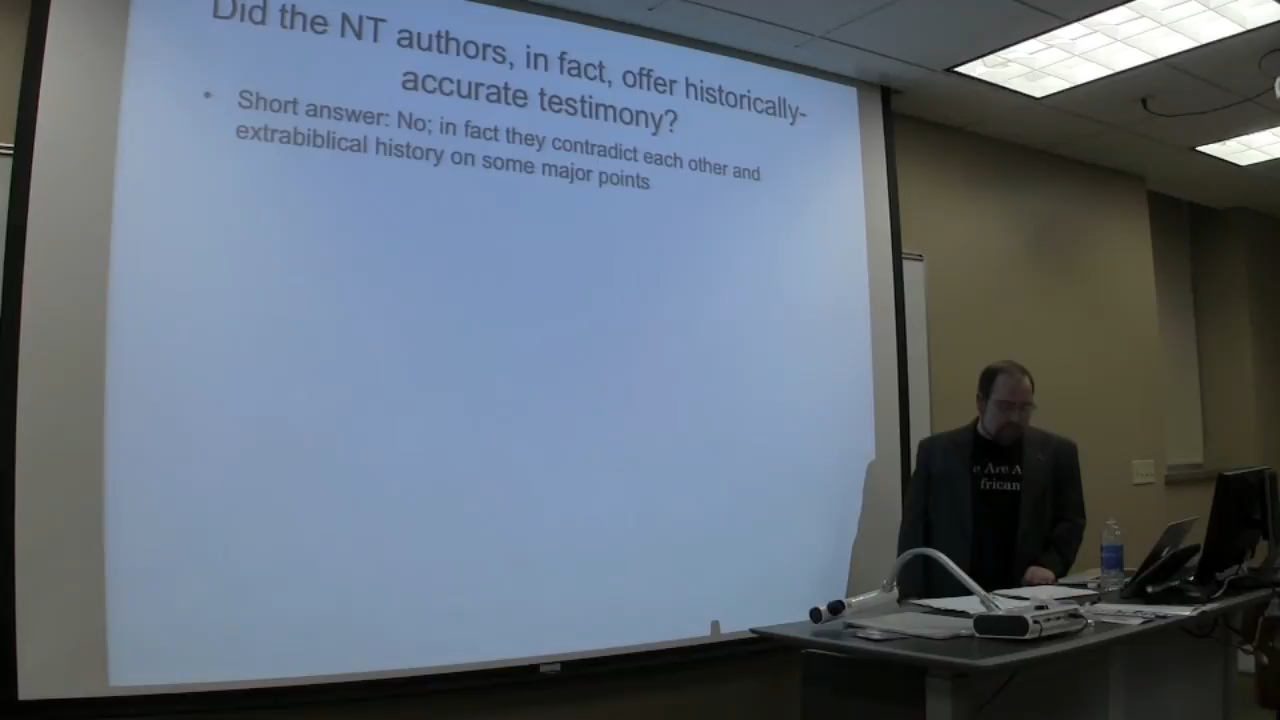 Did the NT authors, in fact, offer historically-
accurate testimony?
• Short answer: No; in fact they contradict each other and
extrabiblical history on some major points
e Are A
frican